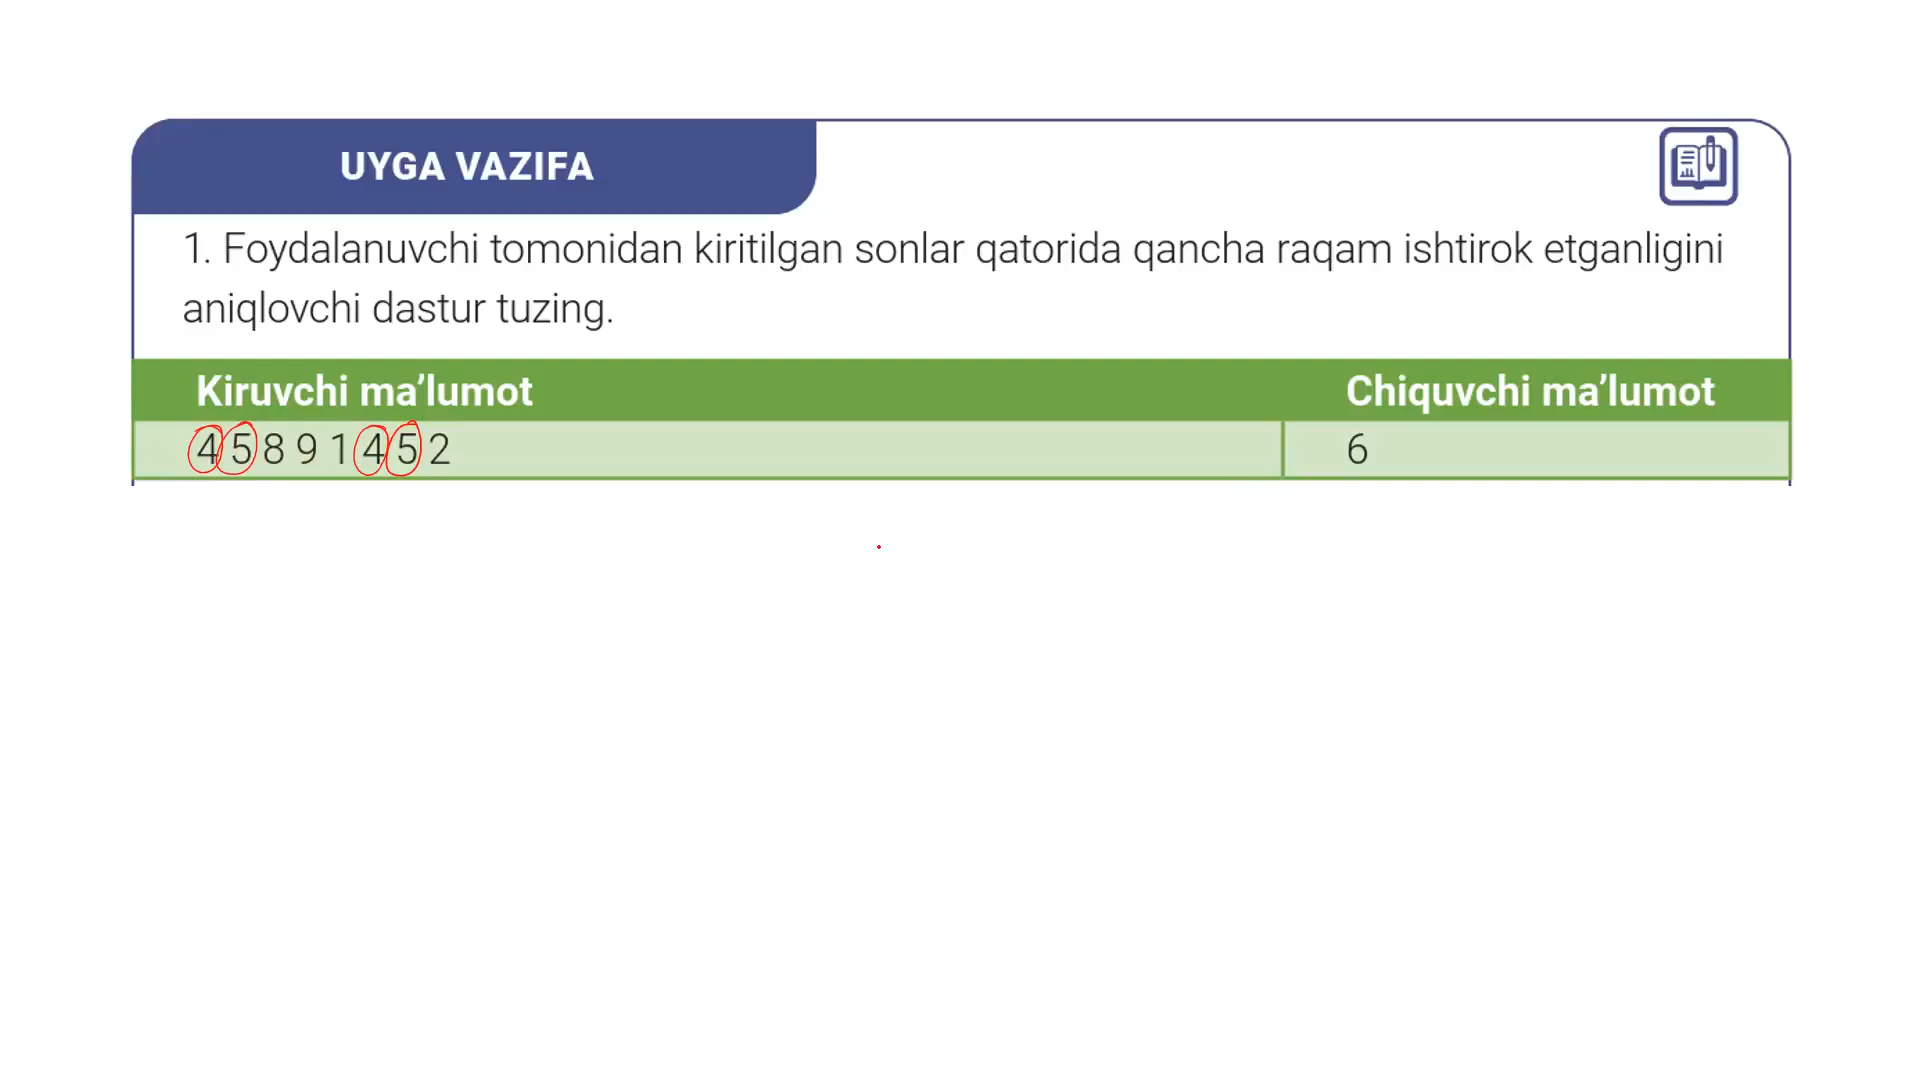 UYGA VAZIFA
1. Foydalanuvchi tomonidan kiritilgan sonlar qatorida qancha raqam ishtirok etganligini
aniqlovchi dastur tuzing.
Kiruvchi ma’lumot Chiquvchi ma’lumot
4 5 8 9 1 4 5 2 6